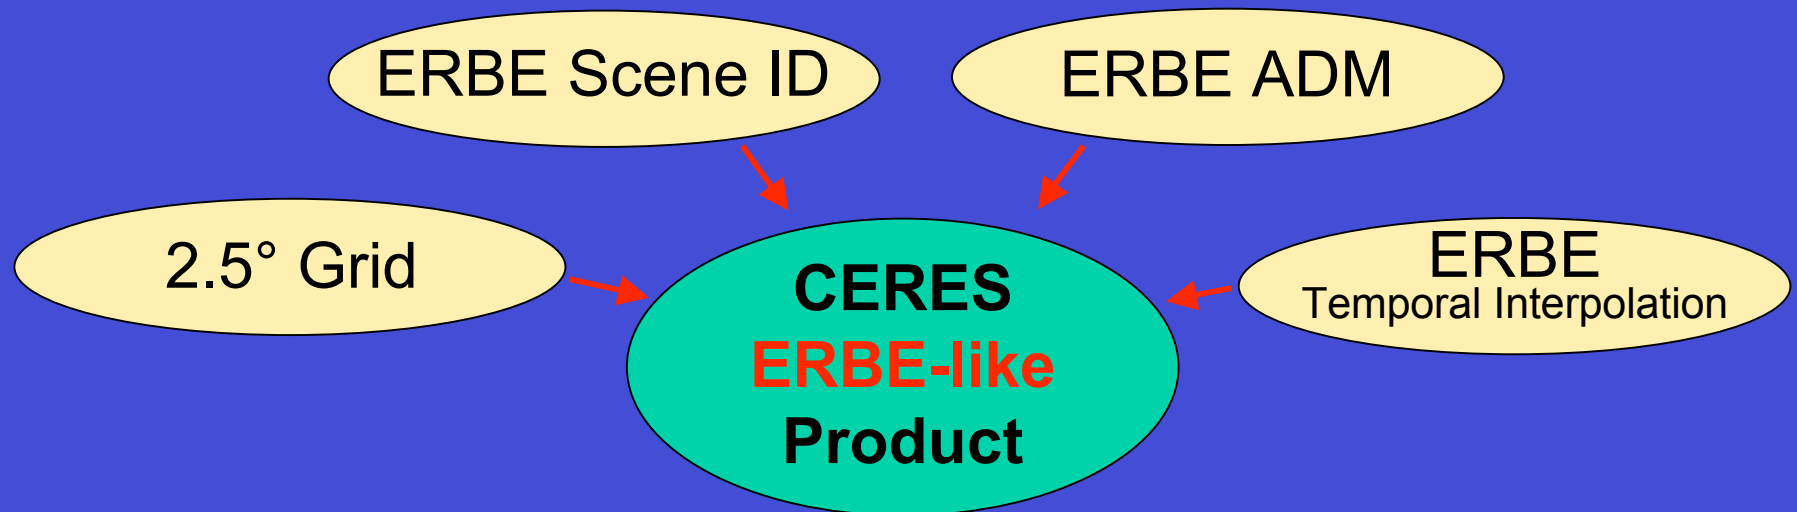 ERBE Scene ID
ERBE ADM
2.5° Grid
ERBE
Temporal Interpolation
CERES
ERBE-like
Product